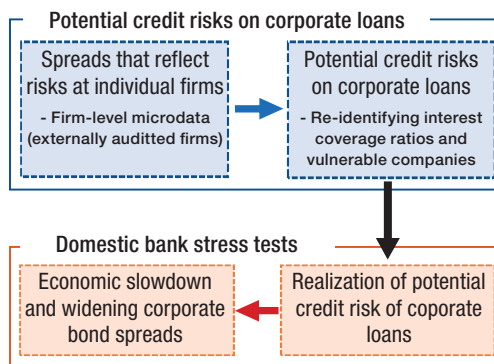 Potential credit risks on corporate loans
Spreads that reflect
risks at individual firms
- Firm-level microdata
(externally auditted firms)
Potential credit risks
on corporate loans
- Re-identifying interest
coverage ratios and
vulnerable companies
Domestic bank stress tests
Economic slowdown
and widening corporate
bond spreads
Realization of potential
credit risk of coporate
loans